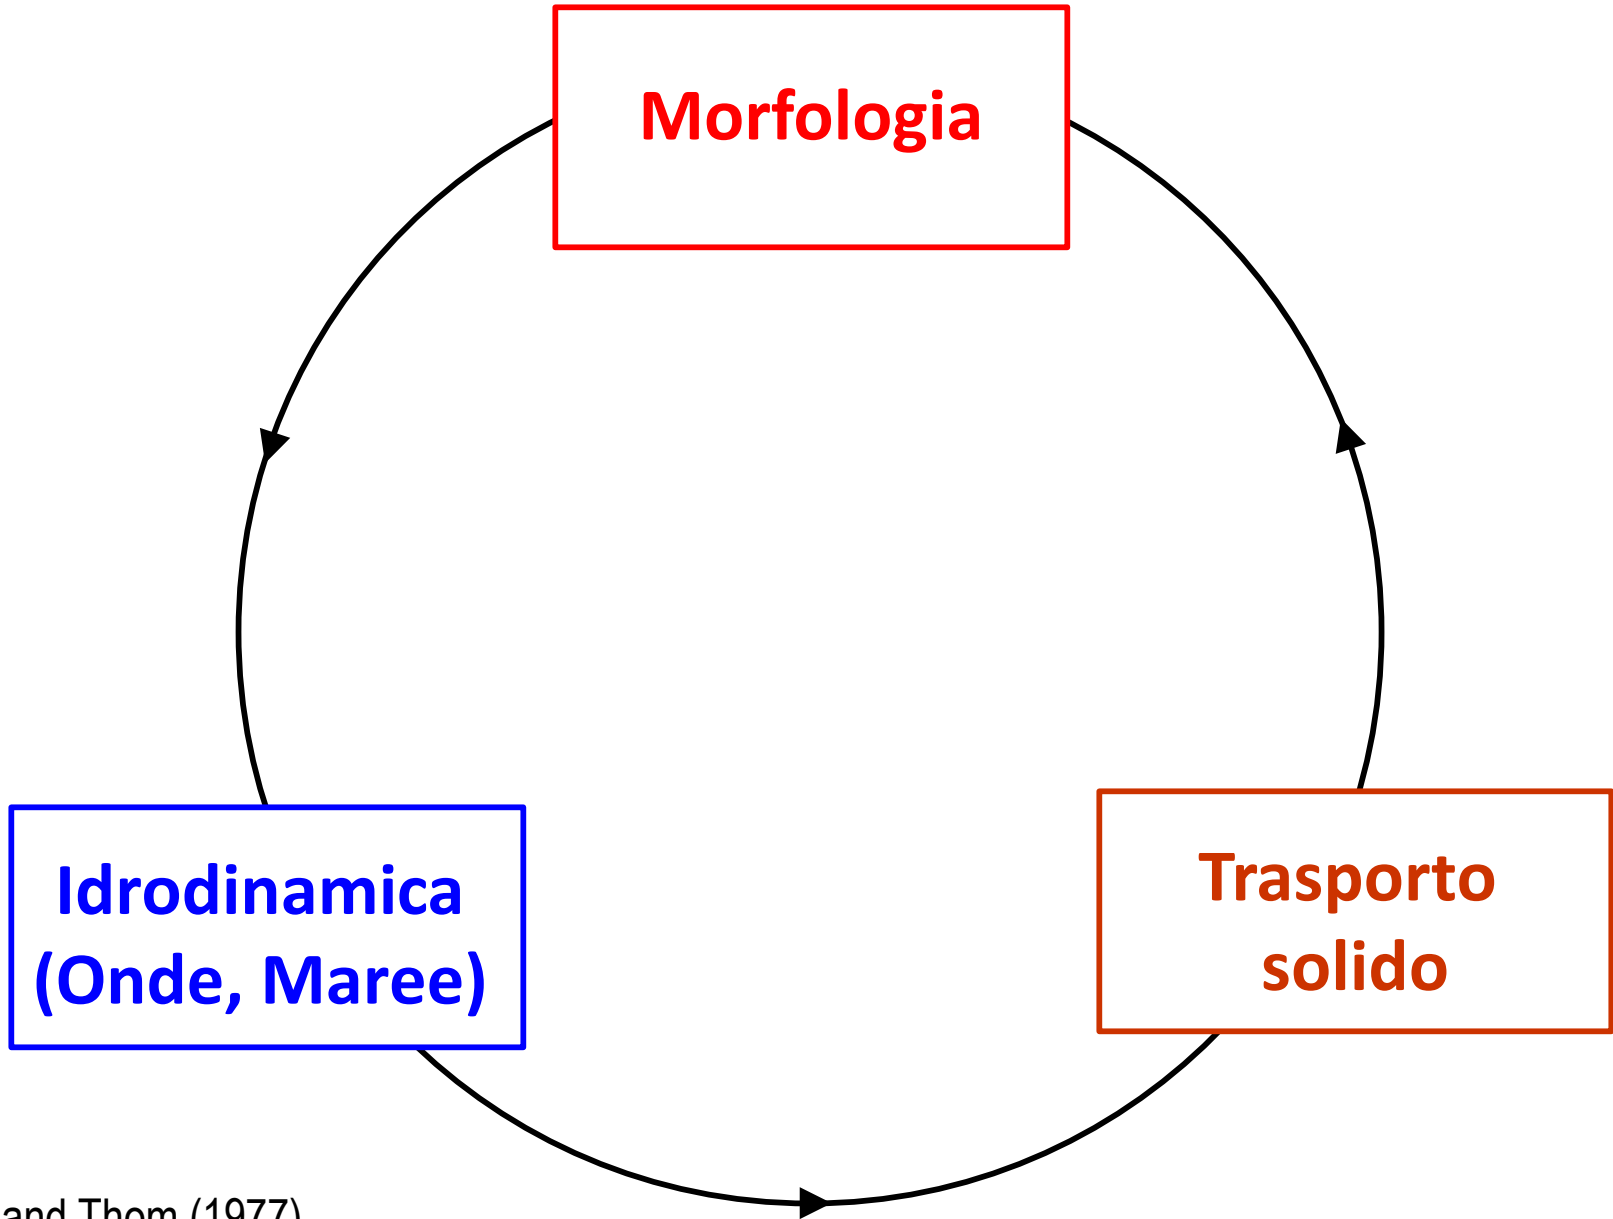 Morfologia
Idrodinamica
(Onde, Maree)
Trasporto
solido
and Thom (1977)